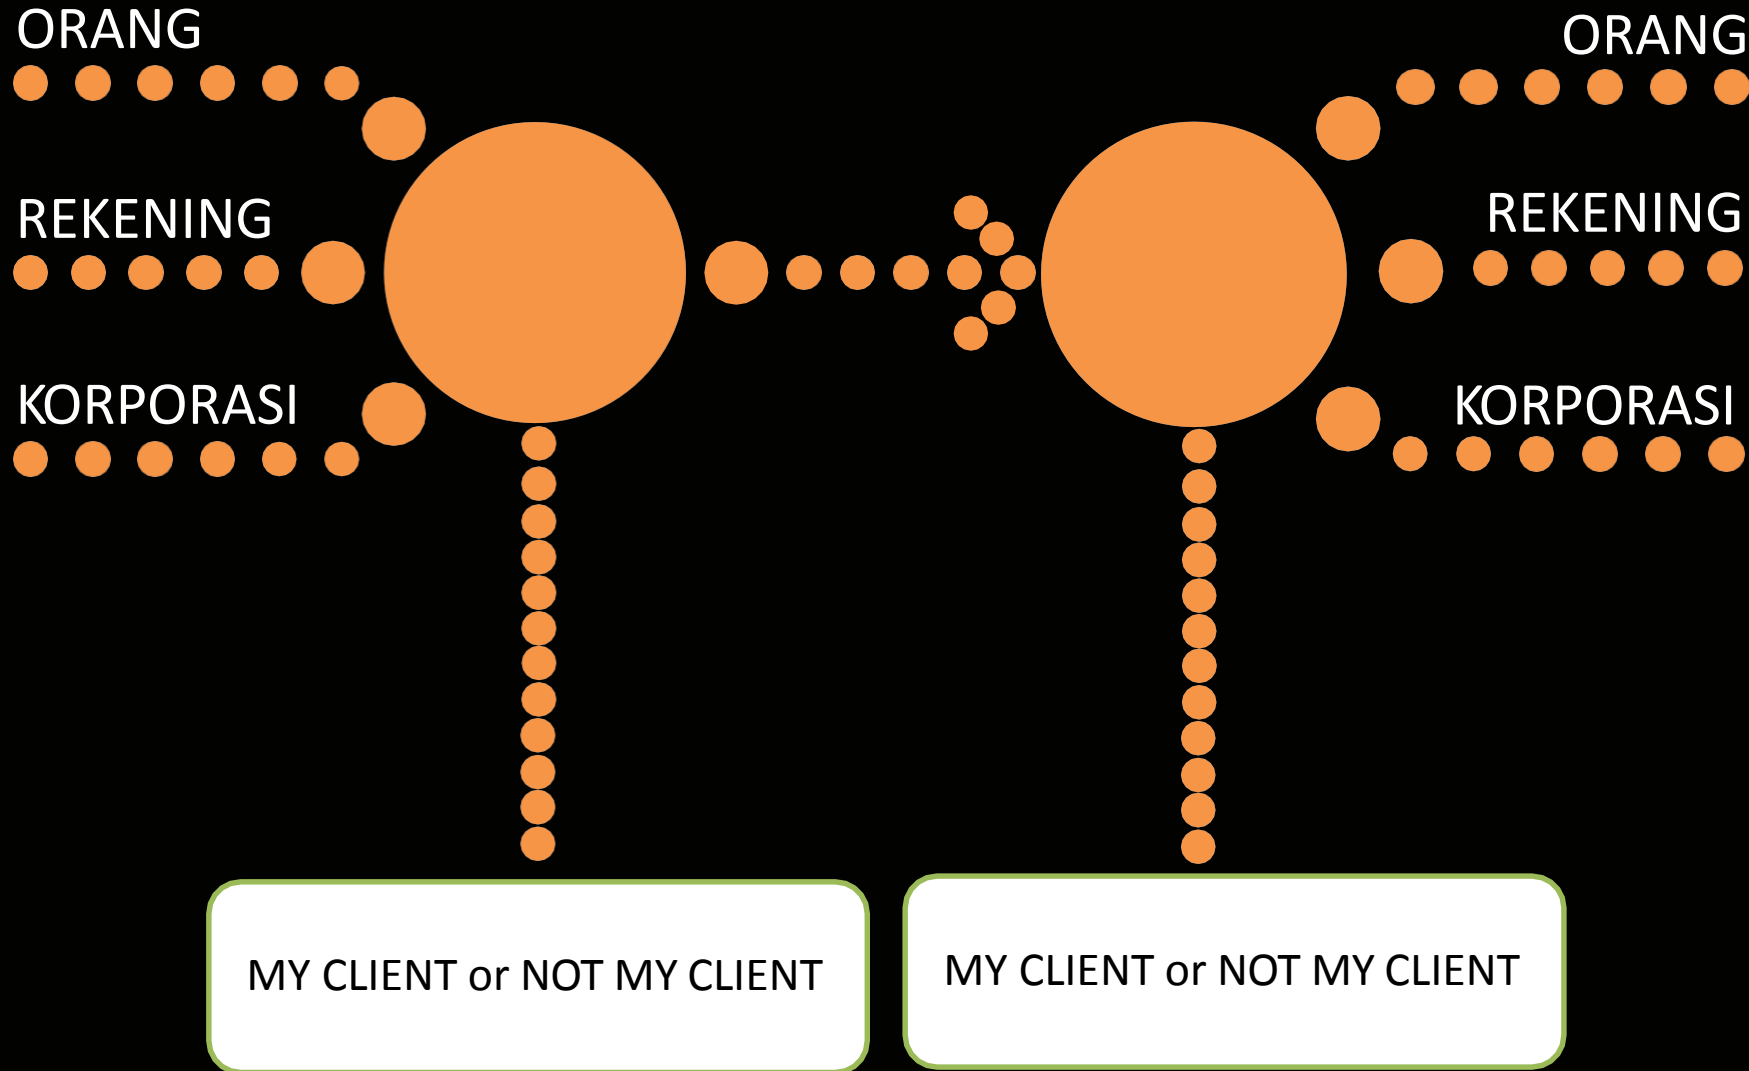 ORANG
ORANG
REKENING
REKENING
KORPORASI
KORPORASI
MY CLIENT or NOT MY CLIENT
MY CLIENT or NOT MY CLIENT